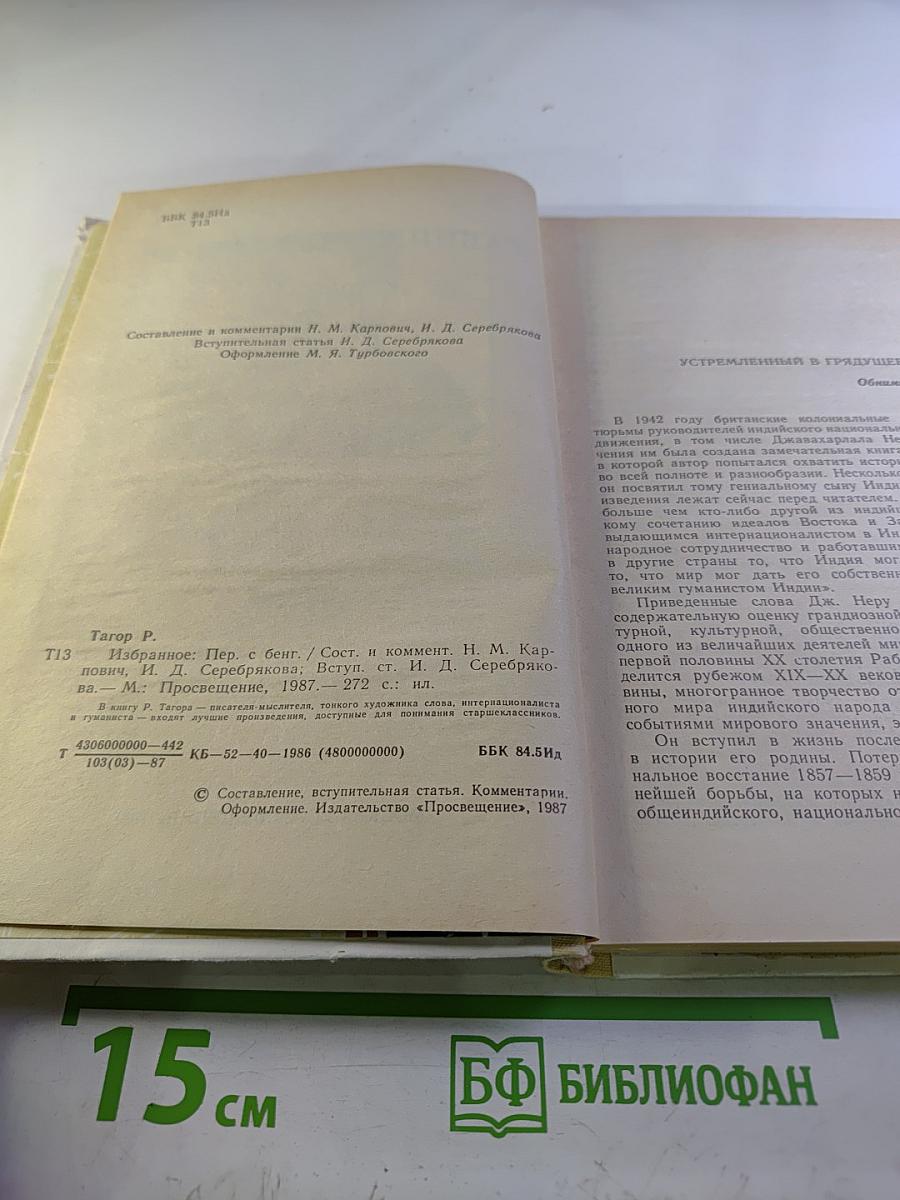 ББК 84.5Ид
Т13
Составление и комментарии Н. М. Карпович, И. Д. Серебрякова
Вступительная статья И. Д. Серебрякова
Оформление М. Я. Турбовского
Тагор Р.
Т13 Избранное: Пер. с бенг. / Сост. и коммент. Н. М. Кар-
пович, И. Д. Серебрякова; Вступ. ст. И. Д. Серебряко-
ва.— М.: Просвещение, 1987.— 272 с.: ил.
В книгу Р. Тагора — писателя-мыслителя, тонкого художника слова, интернационалиста
и гуманиста — входят лучшие произведения, доступные для понимания старшеклассников.
Т 4306000000—442 КБ—52—40—1986 (4800000000) ББК 84.5Ид
103(03)—87
© Составление, вступительная статья. Комментарии.
Оформление. Издательство «Просвещение», 1987
УСТРЕМЛЕННЫЙ В ГРЯДУЩЕЕ
В 1942 году британские колониальные
тюрьмы руководителей индийского национально
движения, в том числе Джавахарлала Не
чения им была создана замечательная книга
в которой автор попытался охватить истори
во всей полноте и разнообразии. Несколько
он посвятил тому гениальному сыну Инди
изведения лежат сейчас перед читателем.
больше чем кто-либо другой из индий
кому сочетанию идеалов Востока и За
выдающимся интернационалистом в Ин
народное сотрудничество и работавши
в другие страны то, что Индия мог
то, что мир мог дать его собственн
великим гуманистом Индии».
Приведенные слова Дж. Неру
содержательную оценку грандиозной
турной, культурной, общественно
одного из величайших деятелей ми
первой половины XX столетия Раб
делится рубежом XIX—XX веков
вины, многогранное творчество от
ного мира индийского народа
событиями мирового значения, э
Он вступил в жизнь после
в истории его родины. Потер
нальное восстание 1857—1859
нейшей борьбы, на которых н
общеиндийского, национально
15 см
БФ БИБЛИОФАН